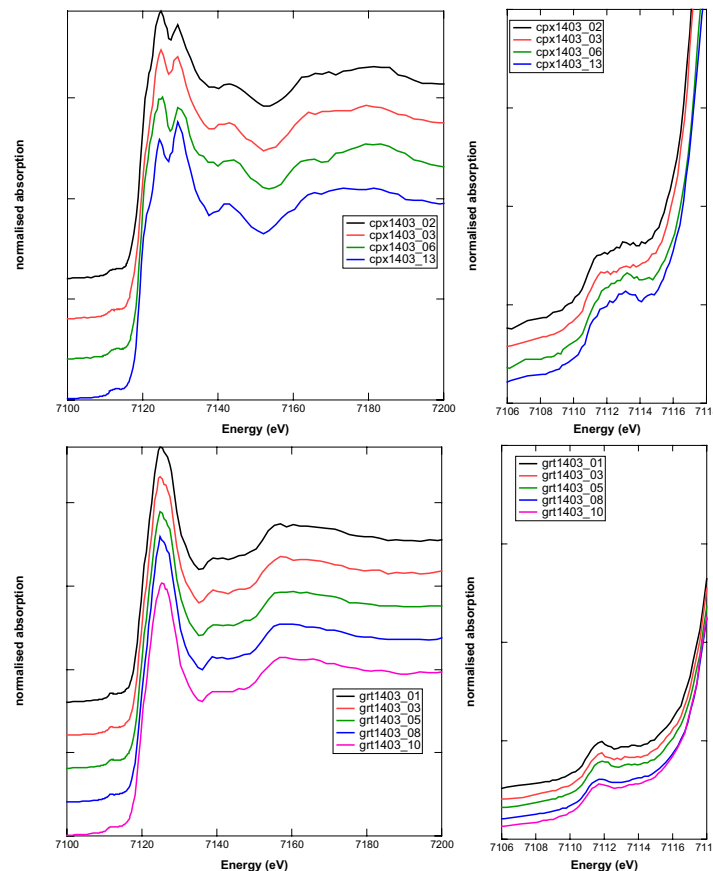 normalised absorption
cpx1403_02
cpx1403_03
cpx1403_06
cpx1403_13
7100 7120 7140 7160 7180 7200
Energy (eV)
normalised absorption
cpx1403_02
cpx1403_03
cpx1403_06
cpx1403_13
7106 7108 7110 7112 7114 7116 711
Energy (eV)
normalised absorption
grt1403_01
grt1403_03
grt1403_05
grt1403_08
grt1403_10
7100 7120 7140 7160 7180 7200
Energy (eV)
normalised absorption
grt1403_01
grt1403_03
grt1403_05
grt1403_08
grt1403_10
7106 7108 7110 7112 7114 7116 711
Energy (eV)